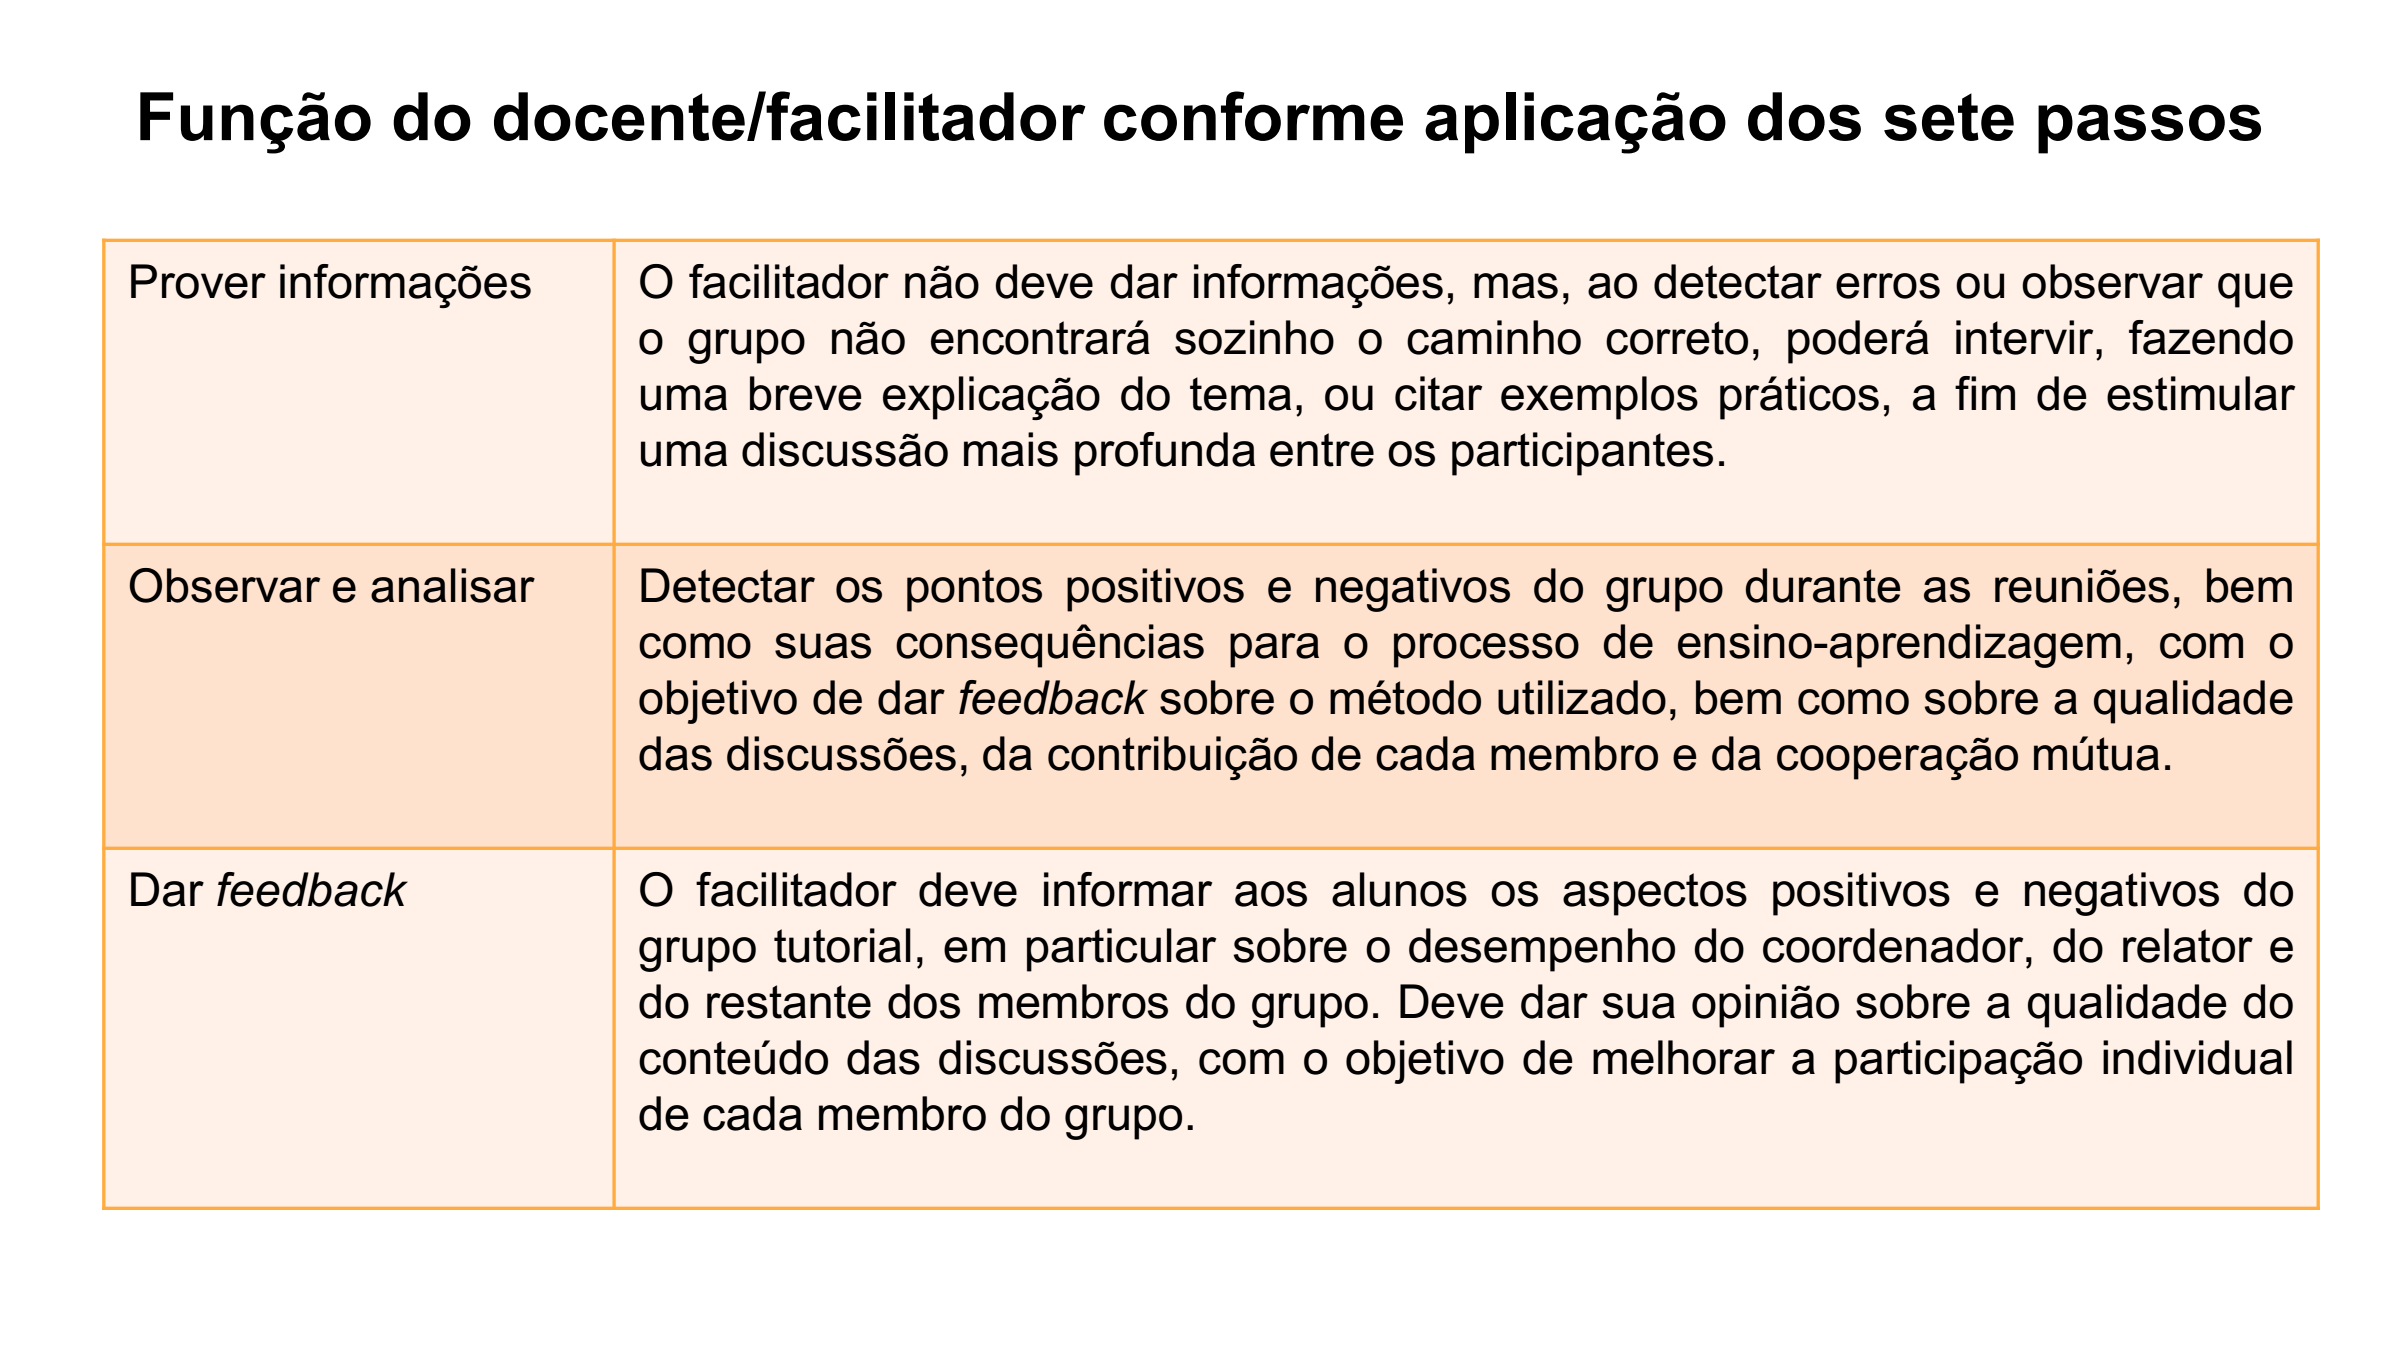 Função do docente/facilitador conforme aplicação dos sete passos
Prover informações
O facilitador não deve dar informações, mas, ao detectar erros ou observar que
o grupo não encontrará sozinho o caminho correto, poderá intervir, fazendo
uma breve explicação do tema, ou citar exemplos práticos, a fim de estimular
uma discussão mais profunda entre os participantes.
Observar e analisar
Detectar os pontos positivos e negativos do grupo durante as reuniões, bem
como suas consequências para o processo de ensino-aprendizagem, com o
objetivo de dar feedback sobre o método utilizado, bem como sobre a qualidade
das discussões, da contribuição de cada membro e da cooperação mútua.
Dar feedback
O facilitador deve informar aos alunos os aspectos positivos e negativos do
grupo tutorial, em particular sobre o desempenho do coordenador, do relator e
do restante dos membros do grupo. Deve dar sua opinião sobre a qualidade do
conteúdo das discussões, com o objetivo de melhorar a participação individual
de cada membro do grupo.